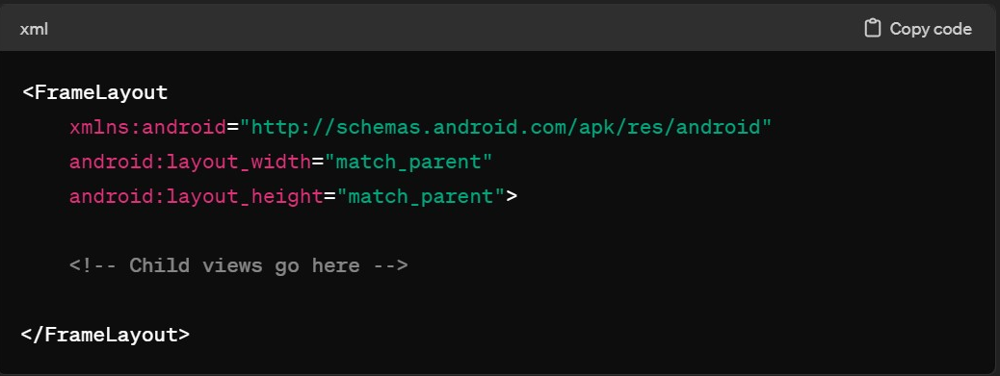 xml
Copy code
<FrameLayout
xmlns:android="http://schemas.android.com/apk/res/android"
android:layout_width="match_parent"
android:layout_height="match_parent">
<!-- Child views go here -->
</FrameLayout>